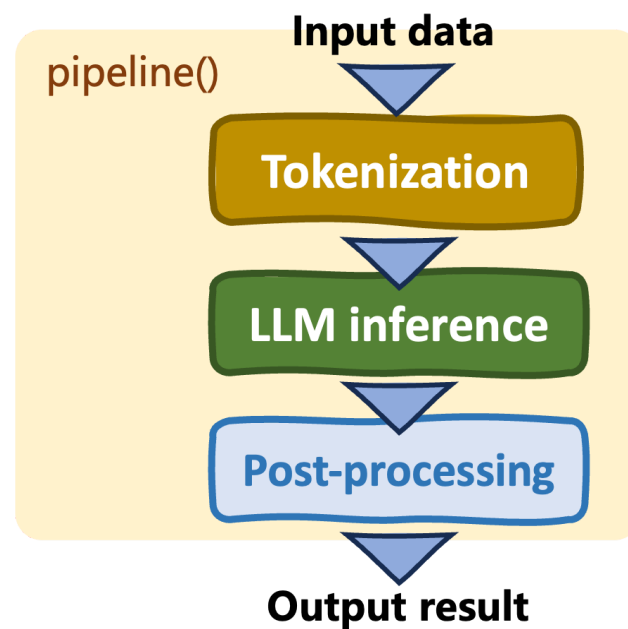 Input data
pipeline()
Tokenization
LLM inference
Post-processing
Output result